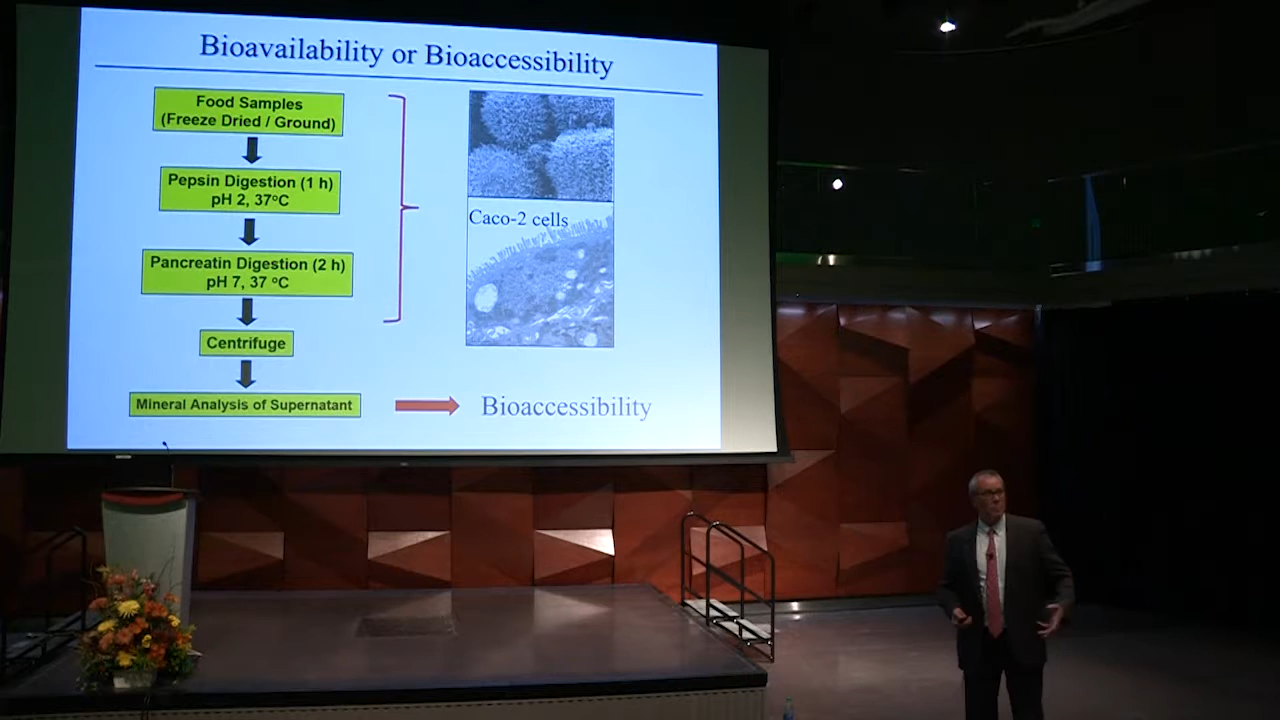 Bioavailability or Bioaccessibility
Food Samples
(Freeze Dried / Ground)
Pepsin Digestion (1 h)
pH 2, 37°C
Pancreatin Digestion (2 h)
pH 7, 37 °C
Centrifuge
Mineral Analysis of Supernatant
Caco-2 cells
Bioaccessibility